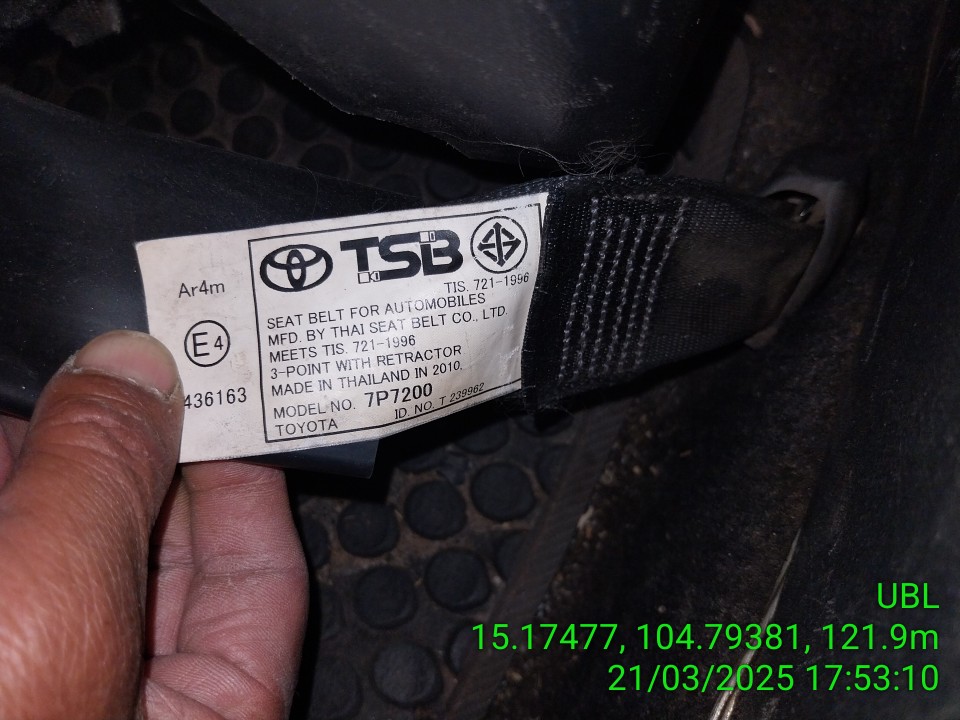 Ar4m
E4
436163
TSB
TIS. 721-1996
SEAT BELT FOR AUTOMOBILES
MFD. BY THAI SEAT BELT CO., LTD.
MEETS TIS. 721-1996
3-POINT WITH RETRACTOR
MADE IN THAILAND IN 2010.
MODEL NO. 7P7200
TOYOTA ID. NO. T 239962
UBL
15.17477, 104.79381, 121.9m
21/03/2025 17:53:10